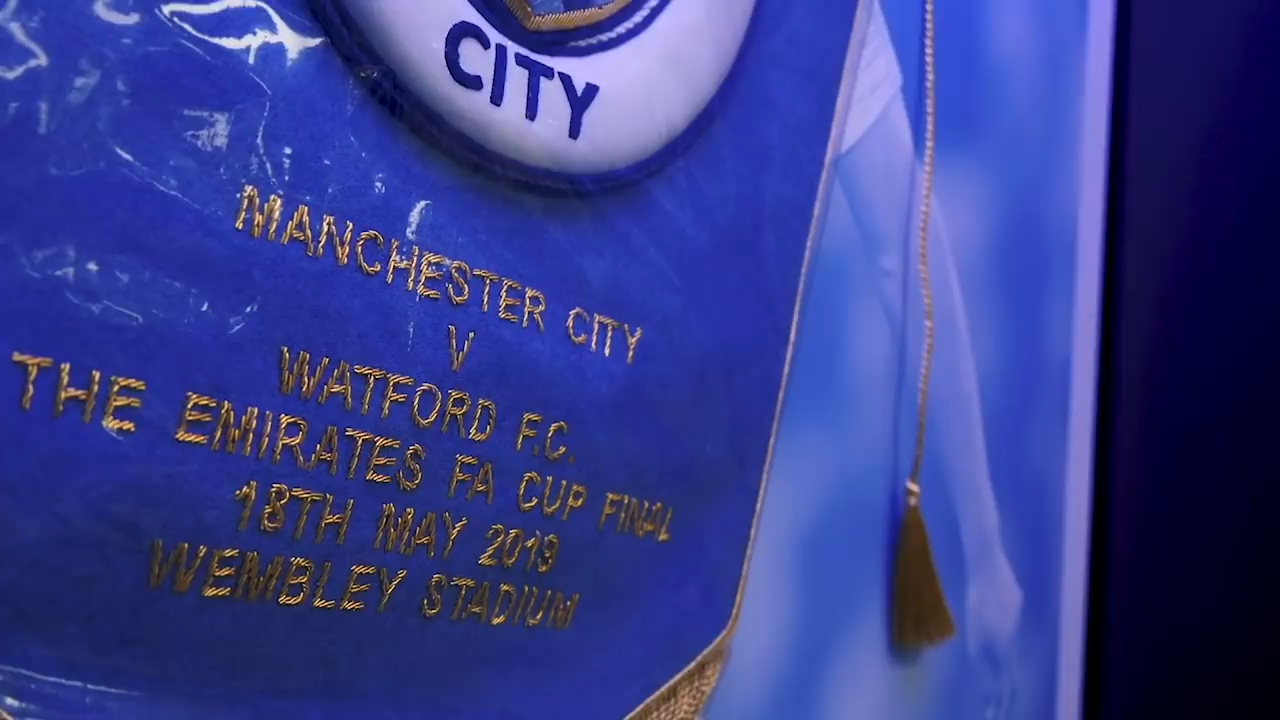 CITY
MANCHESTER CITY
V
WATFORD F.C.
THE EMIRATES FA CUP FINAL
18TH MAY 2019
WEMBLEY STADIUM